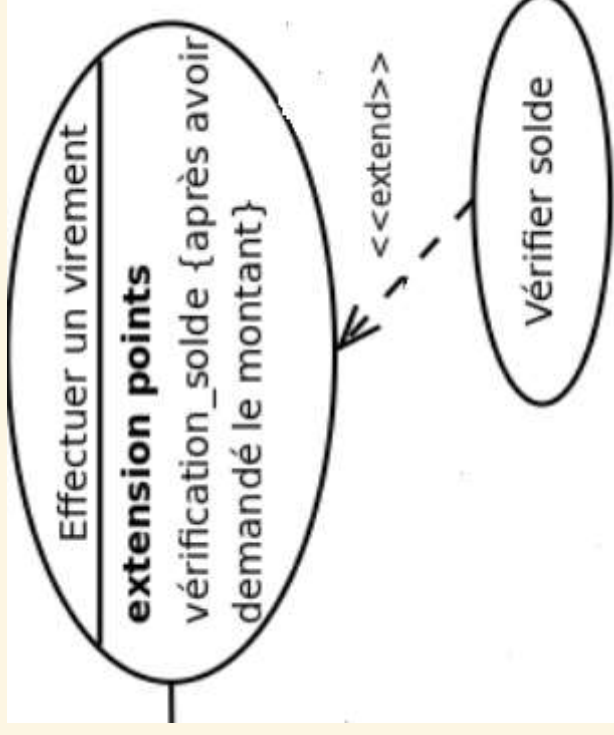 Effectuer un virement
extension points
vérification_solde {après avoir
demandé le montant}
<<extend>>
Vérifier solde